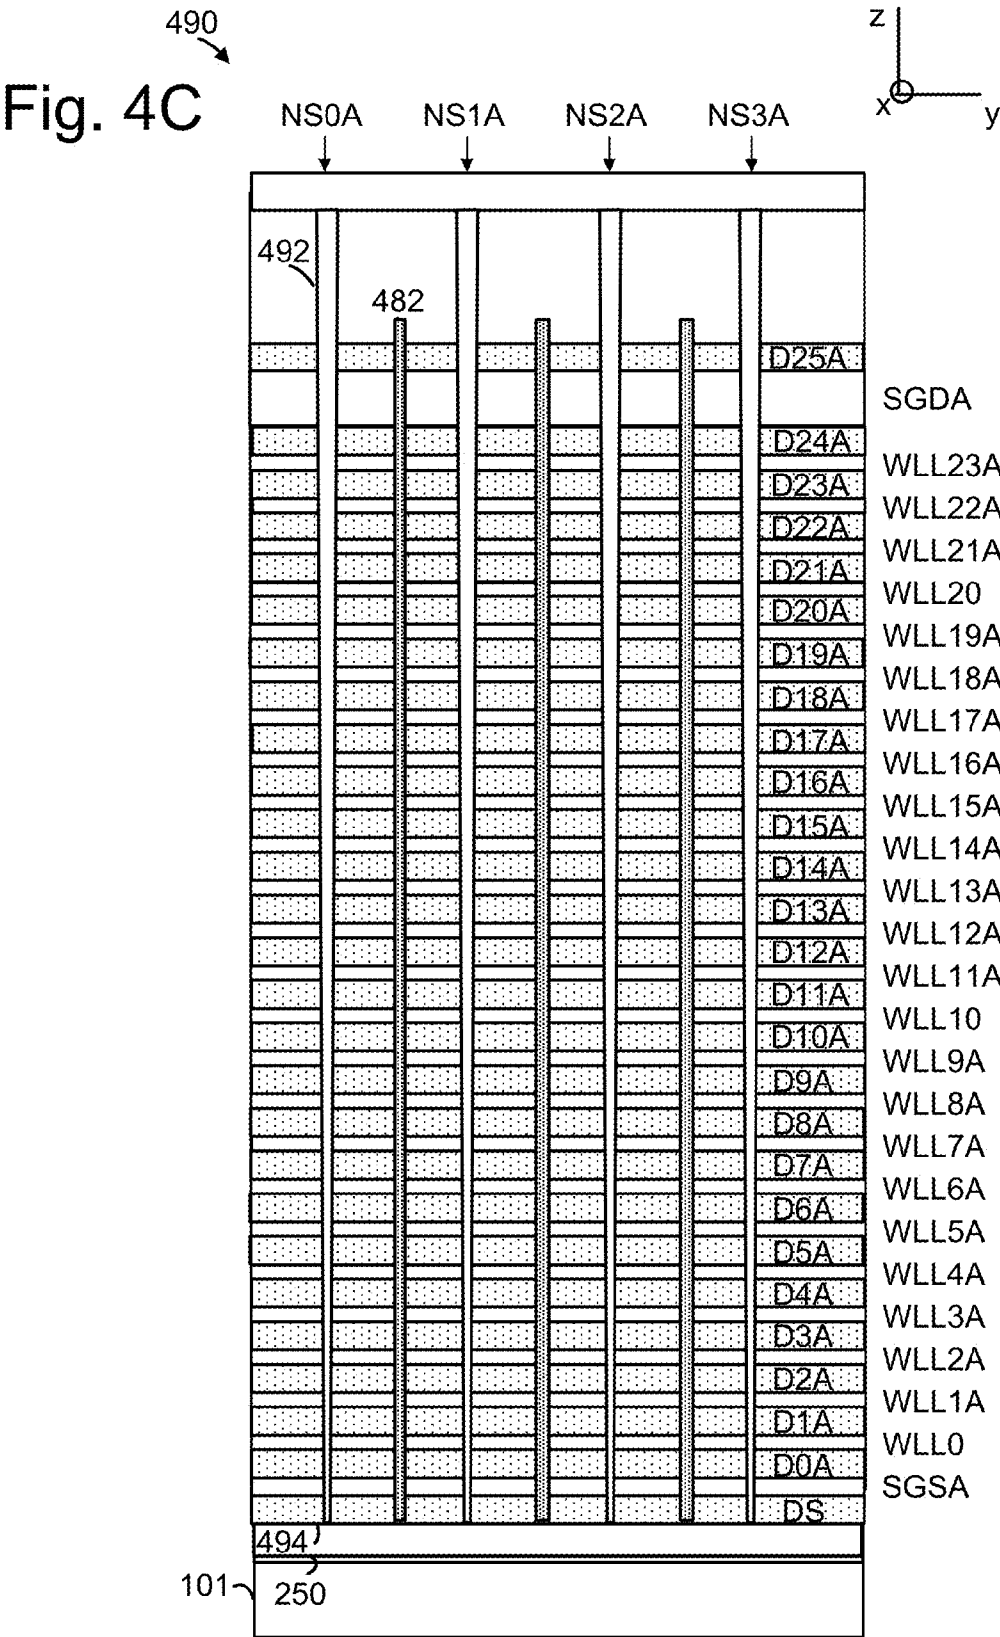 490
Fig. 4C
z
x
y
NS0A NS1A NS2A NS3A
492
482
D25A
SGDA
D24A
WLL23A
D23A
WLL22A
D22A
WLL21A
D21A
WLL20
D20A
WLL19A
D19A
WLL18A
D18A
WLL17A
D17A
WLL16A
D16A
WLL15A
D15A
WLL14A
D14A
WLL13A
D13A
WLL12A
D12A
WLL11A
D11A
WLL10
D10A
WLL9A
D9A
WLL8A
D8A
WLL7A
D7A
WLL6A
D6A
WLL5A
D5A
WLL4A
D4A
WLL3A
D3A
WLL2A
D2A
WLL1A
D1A
WLL0
D0A
SGSA
DS
494
101
250